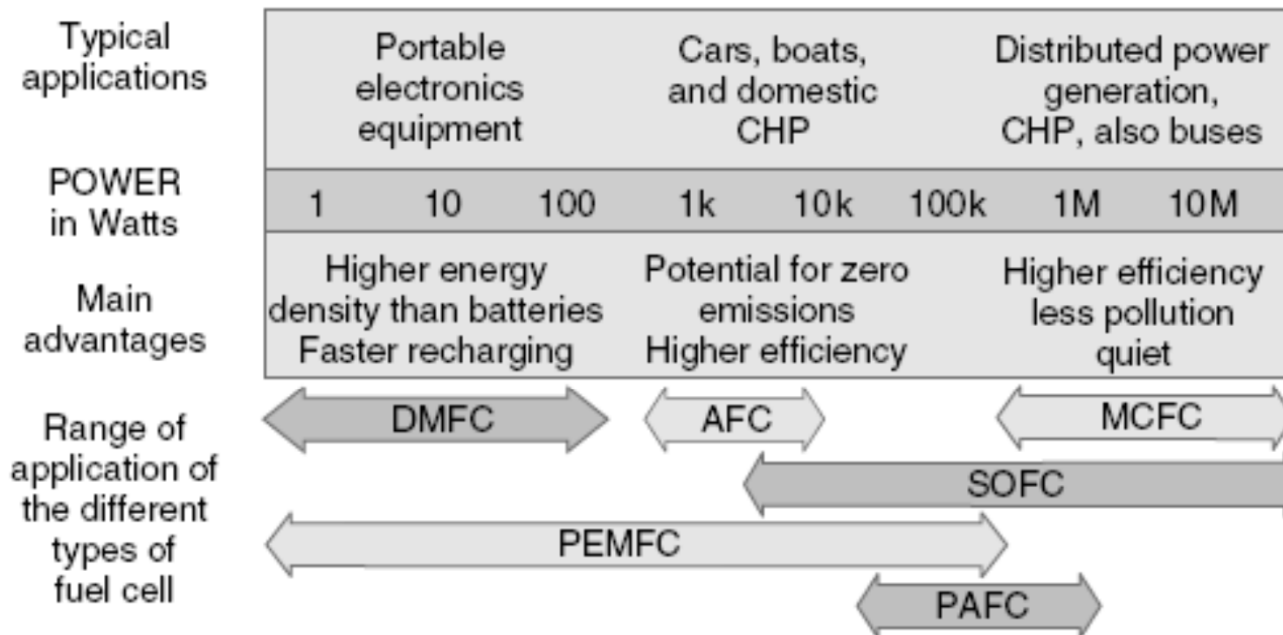 Typical
applications
Portable
electronics
equipment
Cars, boats,
and domestic
CHP
Distributed power
generation,
CHP, also buses
POWER
in Watts
1 10 100 1k 10k 100k 1M 10M
Main
advantages
Higher energy
density than batteries
Faster recharging
Potential for zero
emissions
Higher efficiency
Higher efficiency
less pollution
quiet
Range of
application of
the different
types of
fuel cell
DMFC
AFC
MCFC
SOFC
PEMFC
PAFC